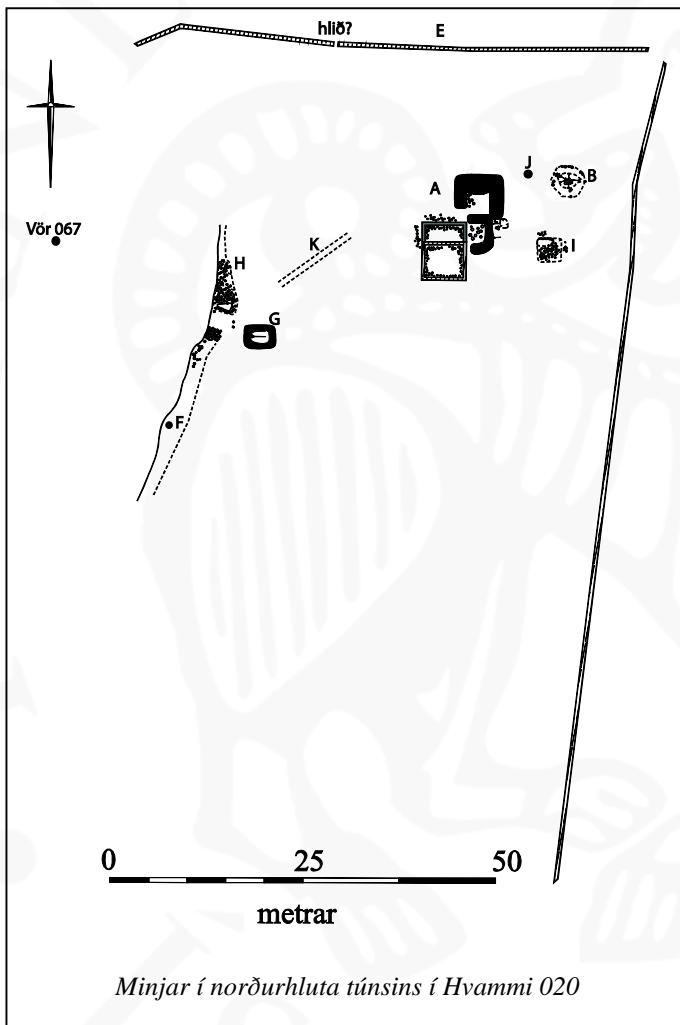 hlið? E
J
A B
Vör 067
K
H I
G
F
0 25 50
metrar
Minjar í norðurhluta túnsins í Hvammi 020